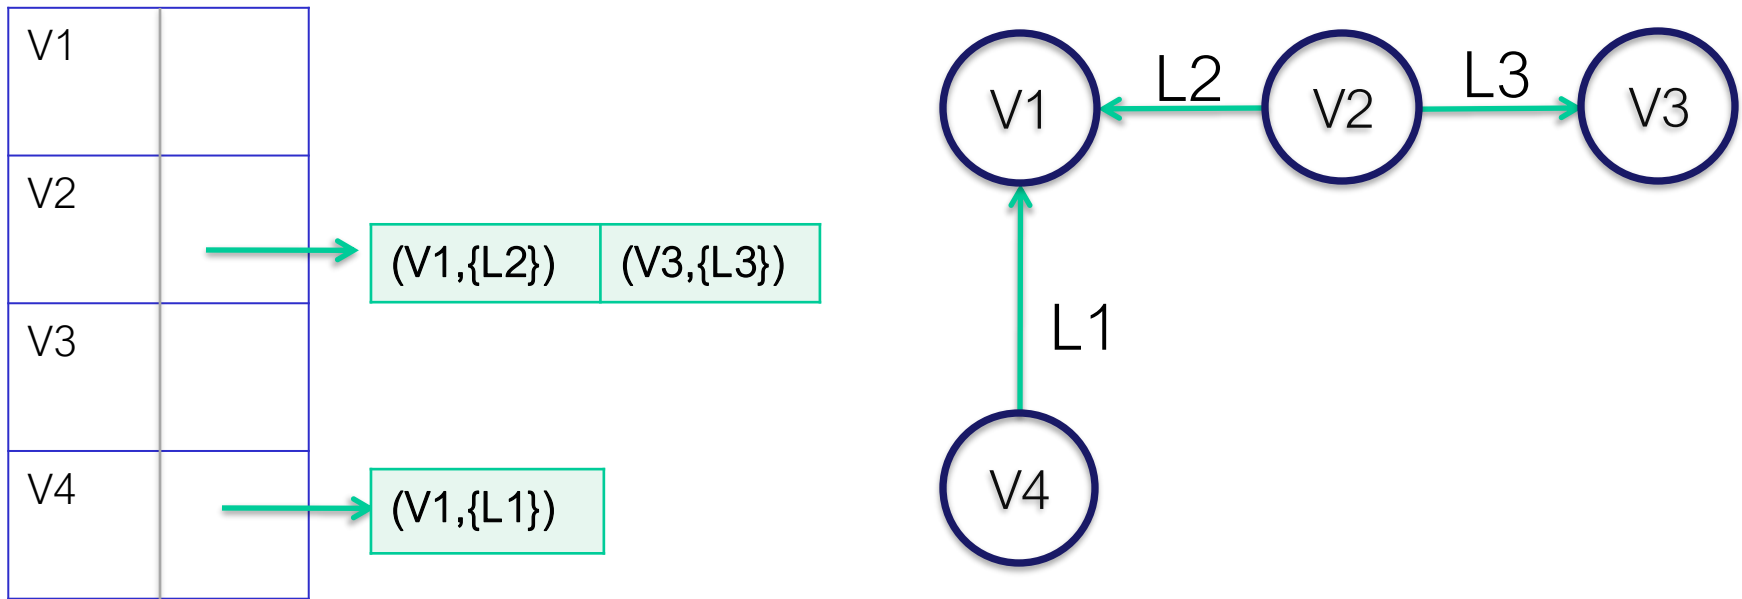 V1
V2
(V1,{L2}) (V3,{L3})
V3
V4
(V1,{L1})
V1 L2 V2 L3 V3
L1
V4